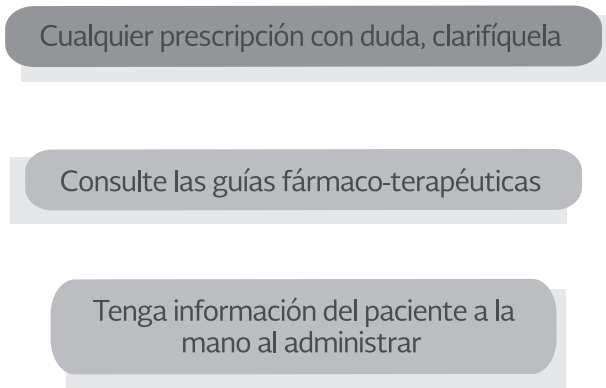 Cualquier prescripción con duda, clarifíquela
Consulte las guías fármaco-terapéuticas
Tenga información del paciente a la
mano al administrar